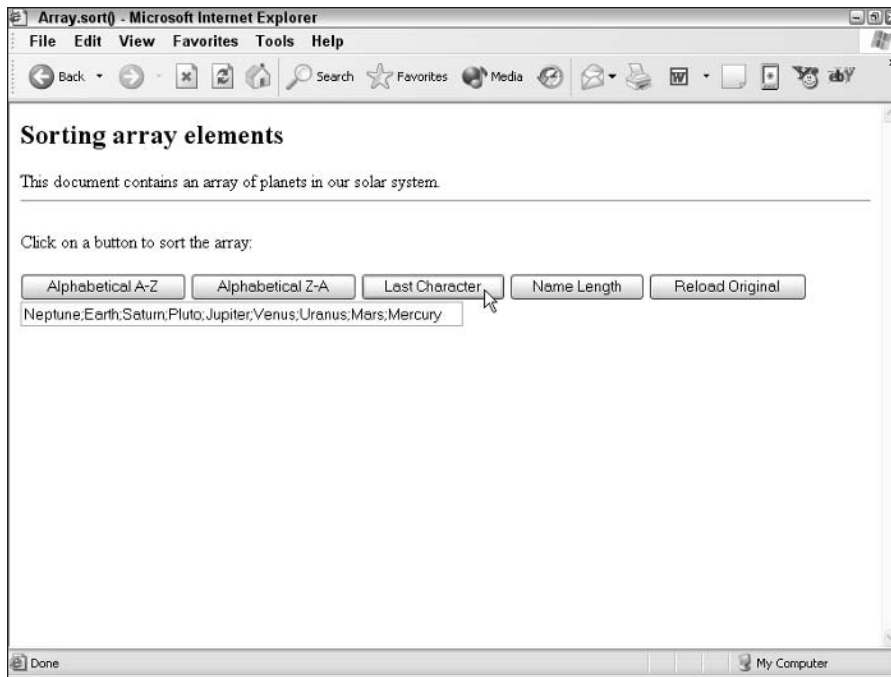 Array.sort() - Microsoft Internet Explorer
File Edit View Favorites Tools Help
Back Search Favorites Media W abY
Sorting array elements
This document contains an array of planets in our solar system.
Click on a button to sort the array:
Alphabetical A-Z Alphabetical Z-A Last Character Name Length Reload Original
Neptune;Earth;Saturn;Pluto;Jupiter;Venus;Uranus;Mars;Mercury
Done My Computer